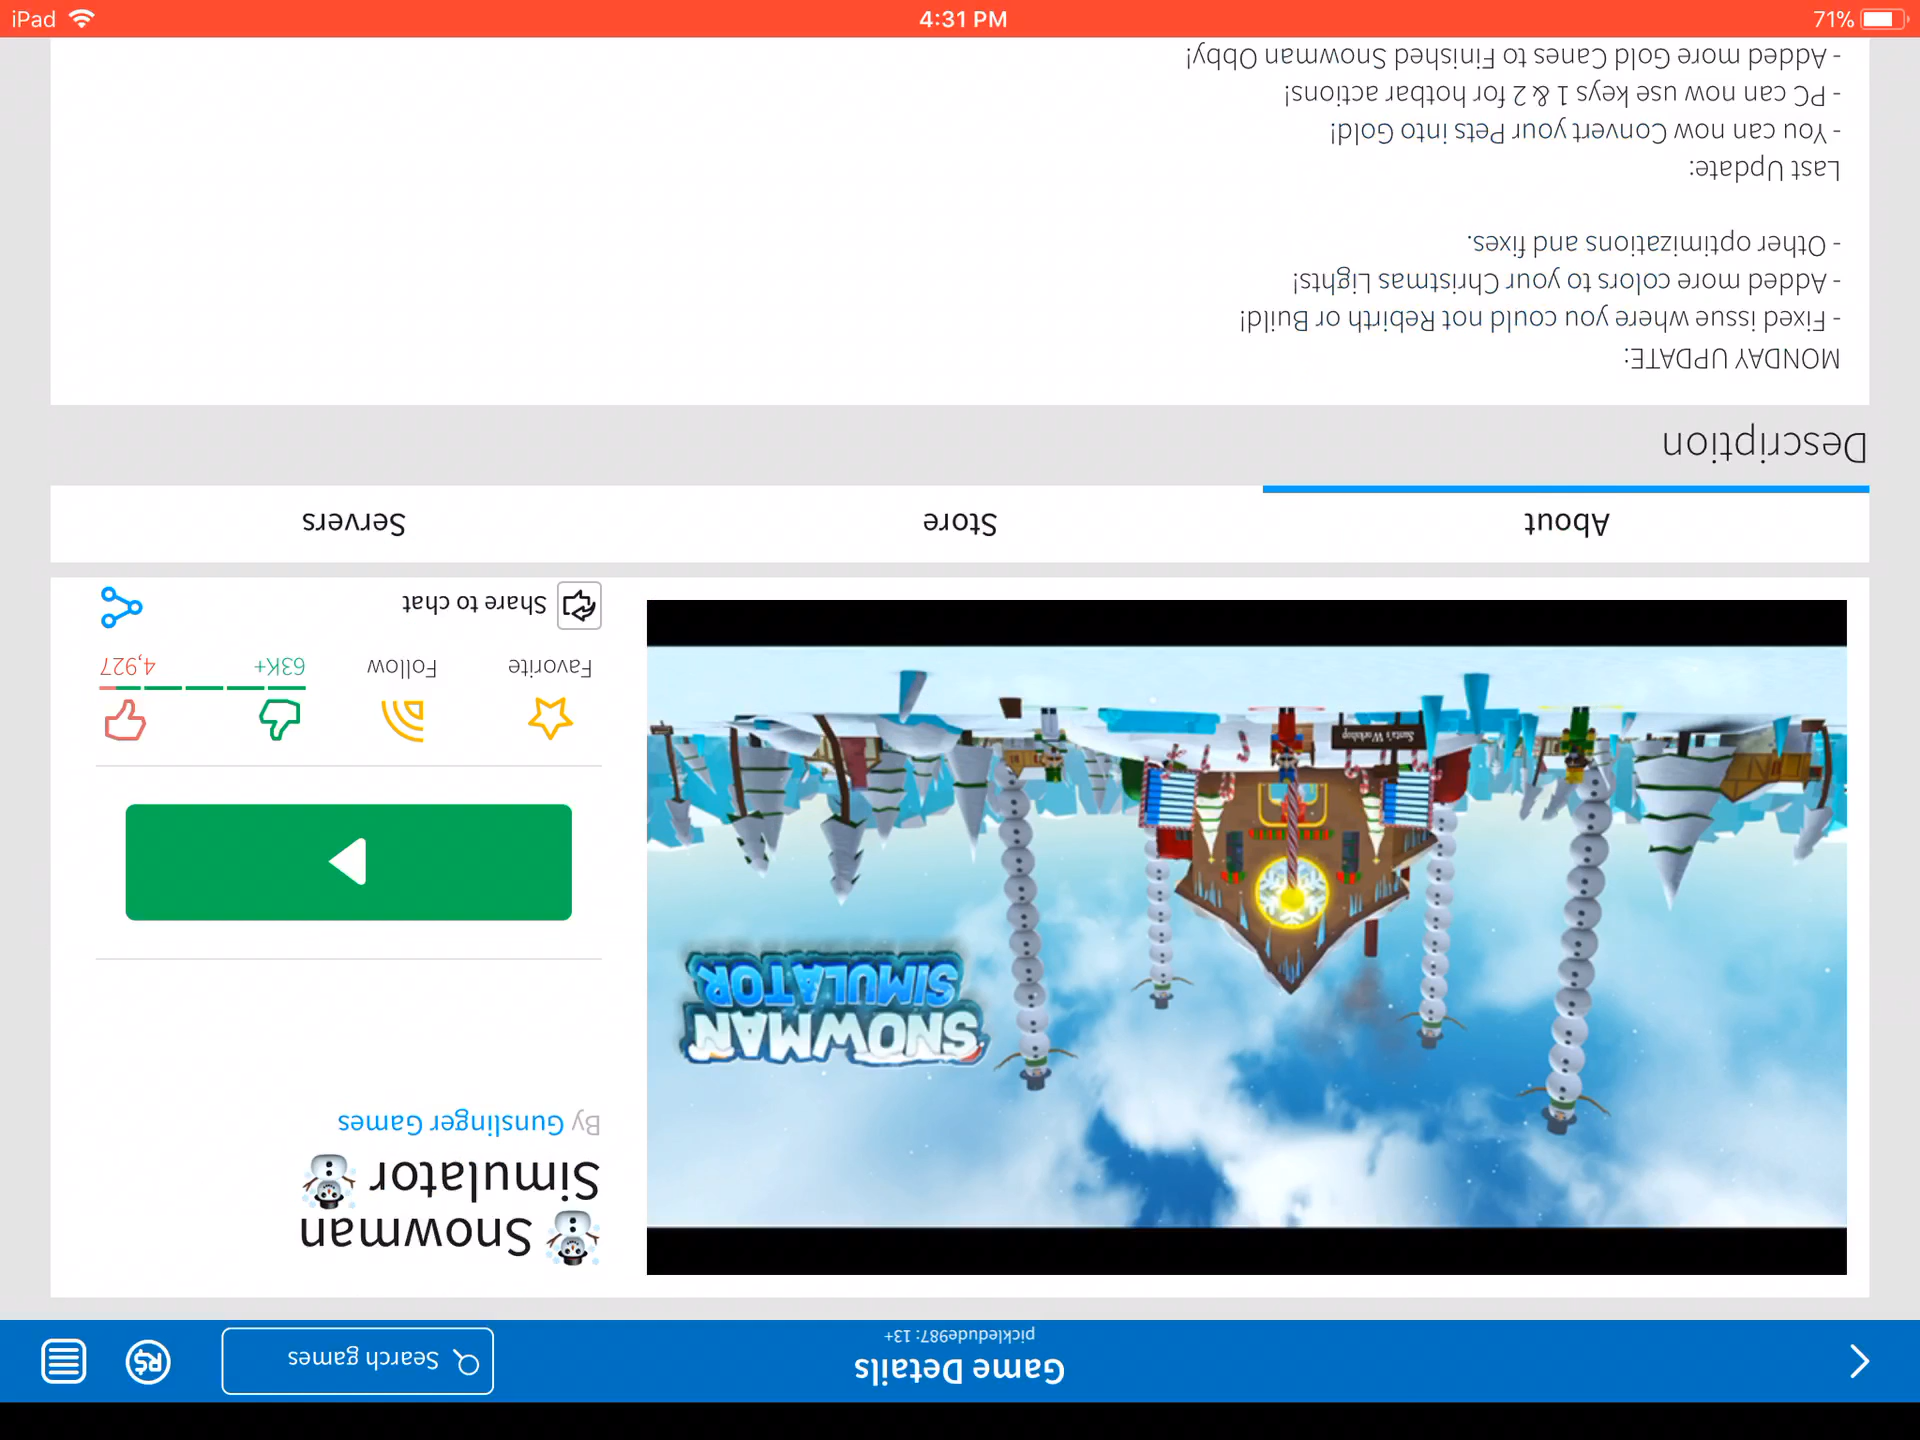 iPad
4:31 PM
71%
Game Details
pickledude987: 13+
Search games
R$
SNOWMAN
SIMULATOR
Santa's Workshop
Snowman
Simulator
By Gunslinger Games
Favorite
Follow
63K+
4,927
Share to chat
About
Store
Servers
Description
MONDAY UPDATE:
- Fixed issue where you could not Rebirth or Build!
- Added more colors to your Christmas Lights!
- Other optimizations and fixes.
Last Update:
- You can now Convert your Pets into Gold!
- PC can now use keys 1 & 2 for hotbar actions!
- Added more Gold Canes to Finished Snowman Obby!